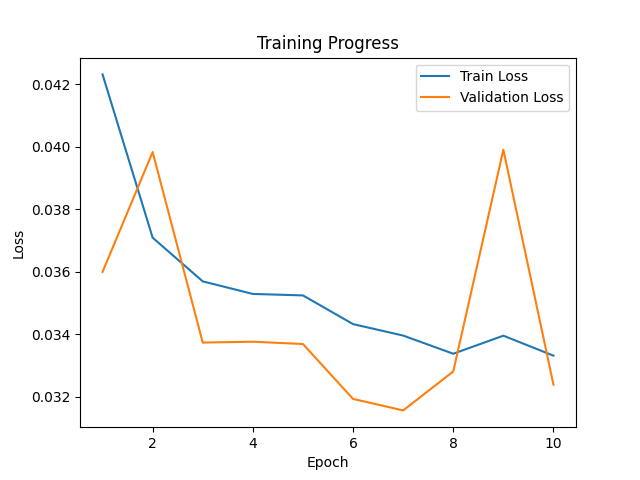 Training Progress
Train Loss
Validation Loss
0.042
0.040
0.038
0.036
0.034
0.032
Loss
2 4 6 8 10
Epoch